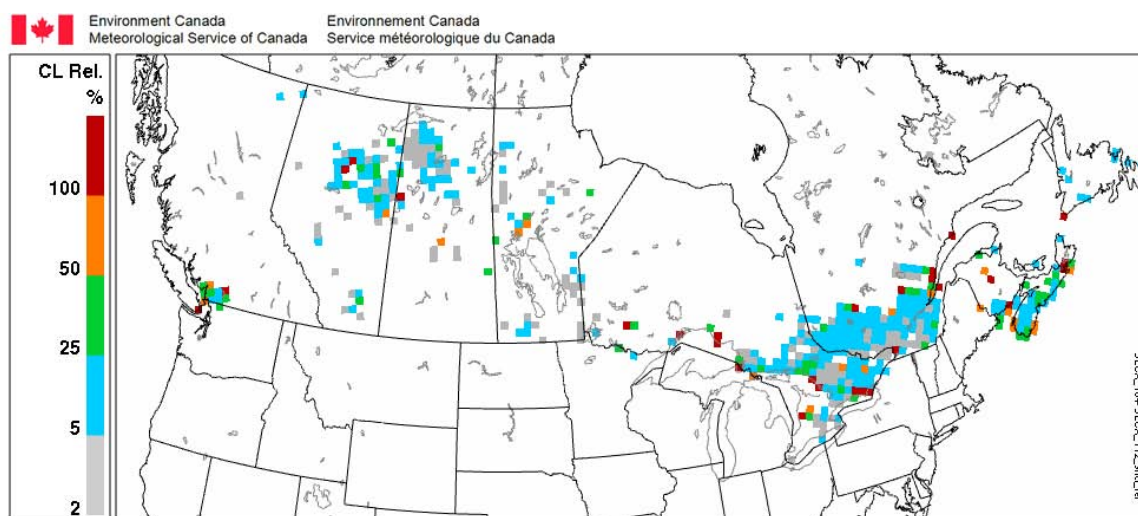 Environment Canada
Meteorological Service of Canada
Environnement Canada
Service météorologique du Canada
CL Rel.
%
100
50
25
5
2